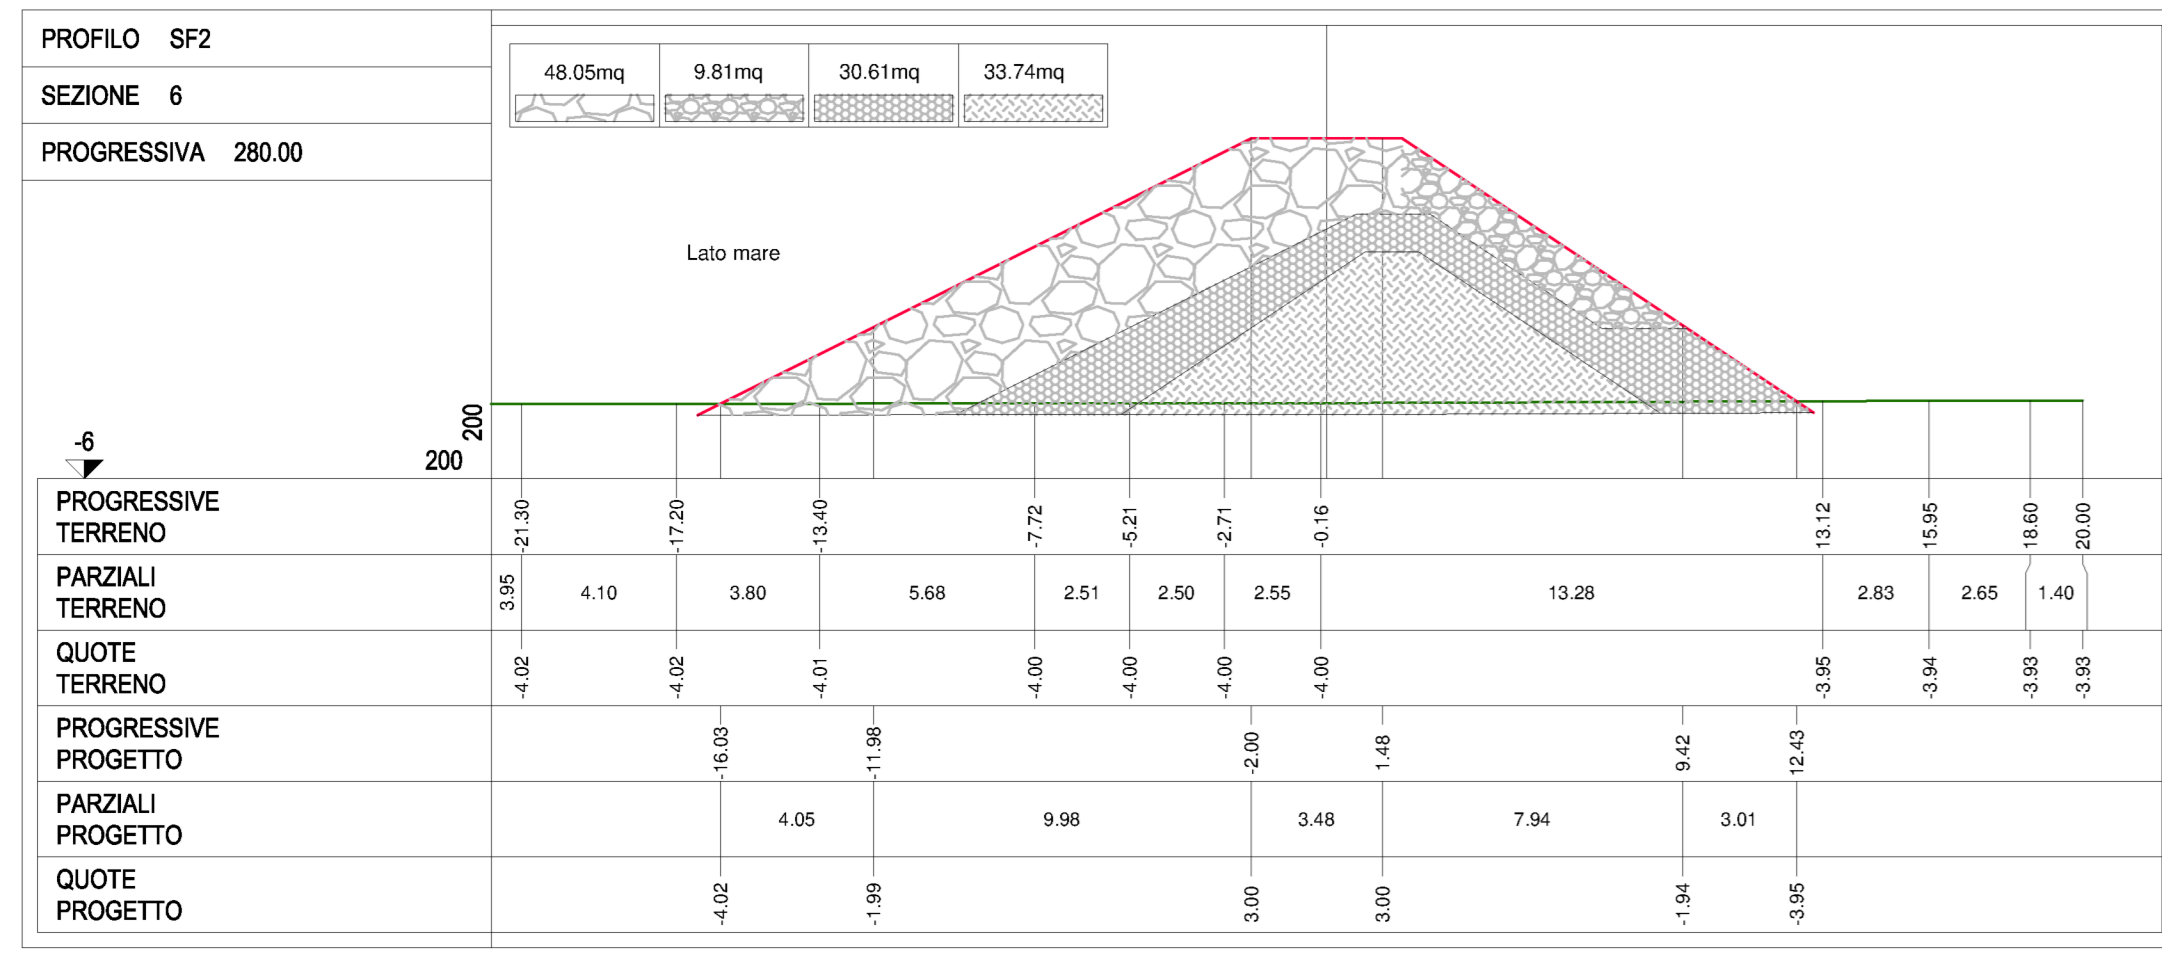 PROFILO SF2
SEZIONE 6
PROGRESSIVA 280.00
48.05mq 9.81mq 30.61mq 33.74mq
Lato mare
200
200
-6
PROGRESSIVE
TERRENO
-21.30 -17.20 -13.40 -7.72 -5.21 -2.71 -0.16 13.12 15.95 18.60 20.00
PARZIALI
TERRENO
3.95 4.10 3.80 5.68 2.51 2.50 2.55 13.28 2.83 2.65 1.40
QUOTE
TERRENO
-4.02 -4.02 -4.01 -4.00 -4.00 -4.00 -4.00 -3.95 -3.94 -3.93 -3.93
PROGRESSIVE
PROGETTO
-16.03 -11.98 -2.00 1.48 9.42 12.43
PARZIALI
PROGETTO
4.05 9.98 3.48 7.94 3.01
QUOTE
PROGETTO
-4.02 -1.99 3.00 3.00 -1.94 -3.95